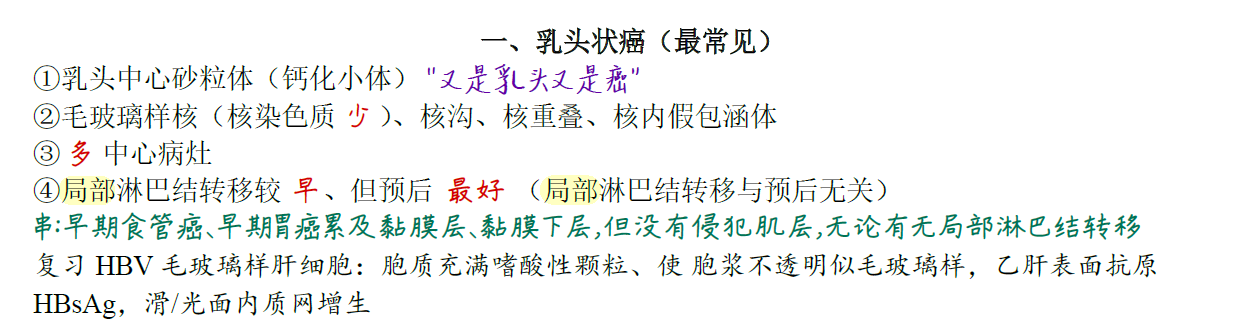 一、乳头状癌（最常见）
①乳头中心砂粒体（钙化小体）"又是乳头又是癌"
②毛玻璃样核（核染色质 少 ）、核沟、核重叠、核内假包涵体
③ 多 中心病灶
④局部淋巴结转移较 早 、但预后 最好 （局部淋巴结转移与预后无关）
串:早期食管癌、早期胃癌累及黏膜层、黏膜下层,但没有侵犯肌层,无论有无局部淋巴结转移
复习 HBV 毛玻璃样肝细胞：胞质充满嗜酸性颗粒、使 胞浆不透明似毛玻璃样，乙肝表面抗原
HBsAg，滑/光面内质网增生